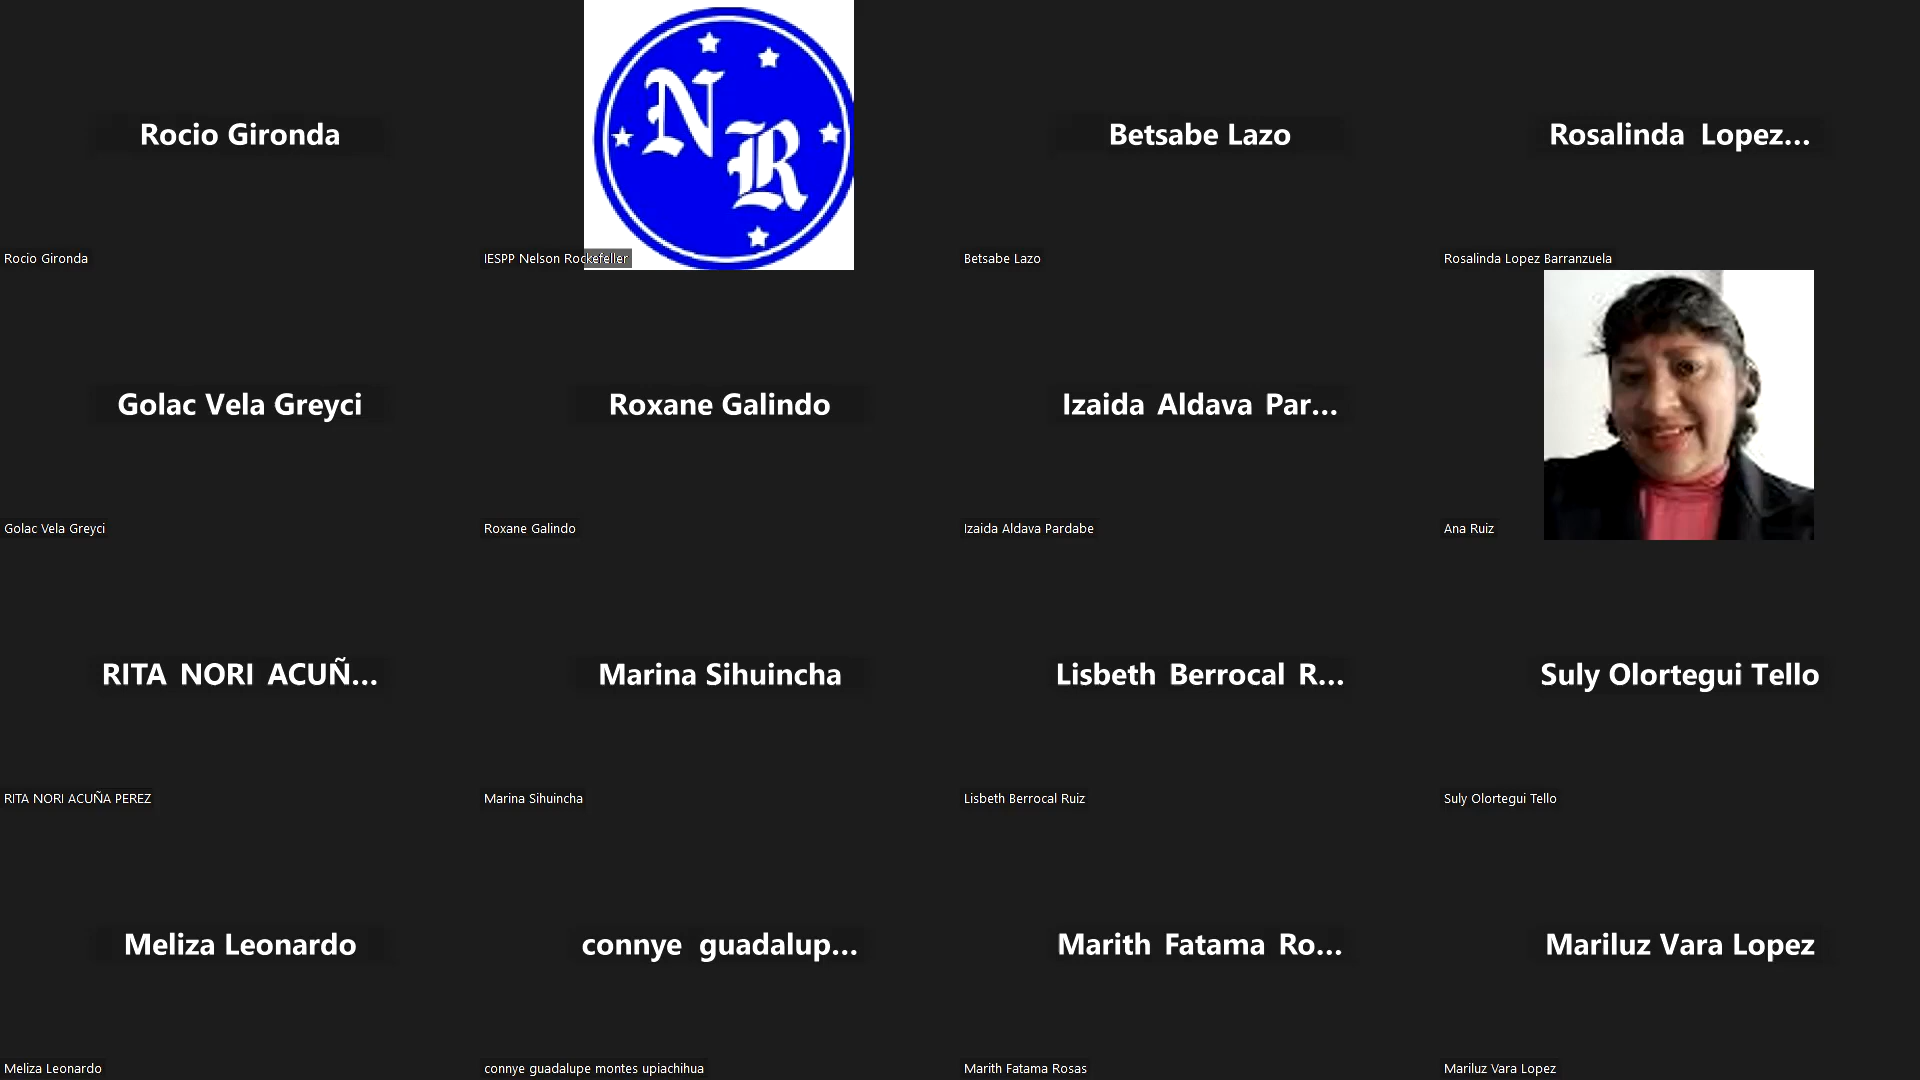 Rocio Gironda
Rocio Gironda
N
R
IESPP Nelson Rockefeller
Betsabe Lazo
Betsabe Lazo
Rosalinda Lopez...
Rosalinda Lopez Barranzuela
Golac Vela Greyci
Golac Vela Greyci
Roxane Galindo
Roxane Galindo
Izaida Aldava Par...
Izaida Aldava Pardabe
Ana Ruiz
RITA NORI ACUÑ...
RITA NORI ACUÑA PEREZ
Marina Sihuincha
Marina Sihuincha
Lisbeth Berrocal R...
Lisbeth Berrocal Ruiz
Suly Olortegui Tello
Suly Olortegui Tello
Meliza Leonardo
Meliza Leonardo
connye guadalup...
connye guadalupe montes upiachihua
Marith Fatama Ro...
Marith Fatama Rosas
Mariluz Vara Lopez
Mariluz Vara Lopez